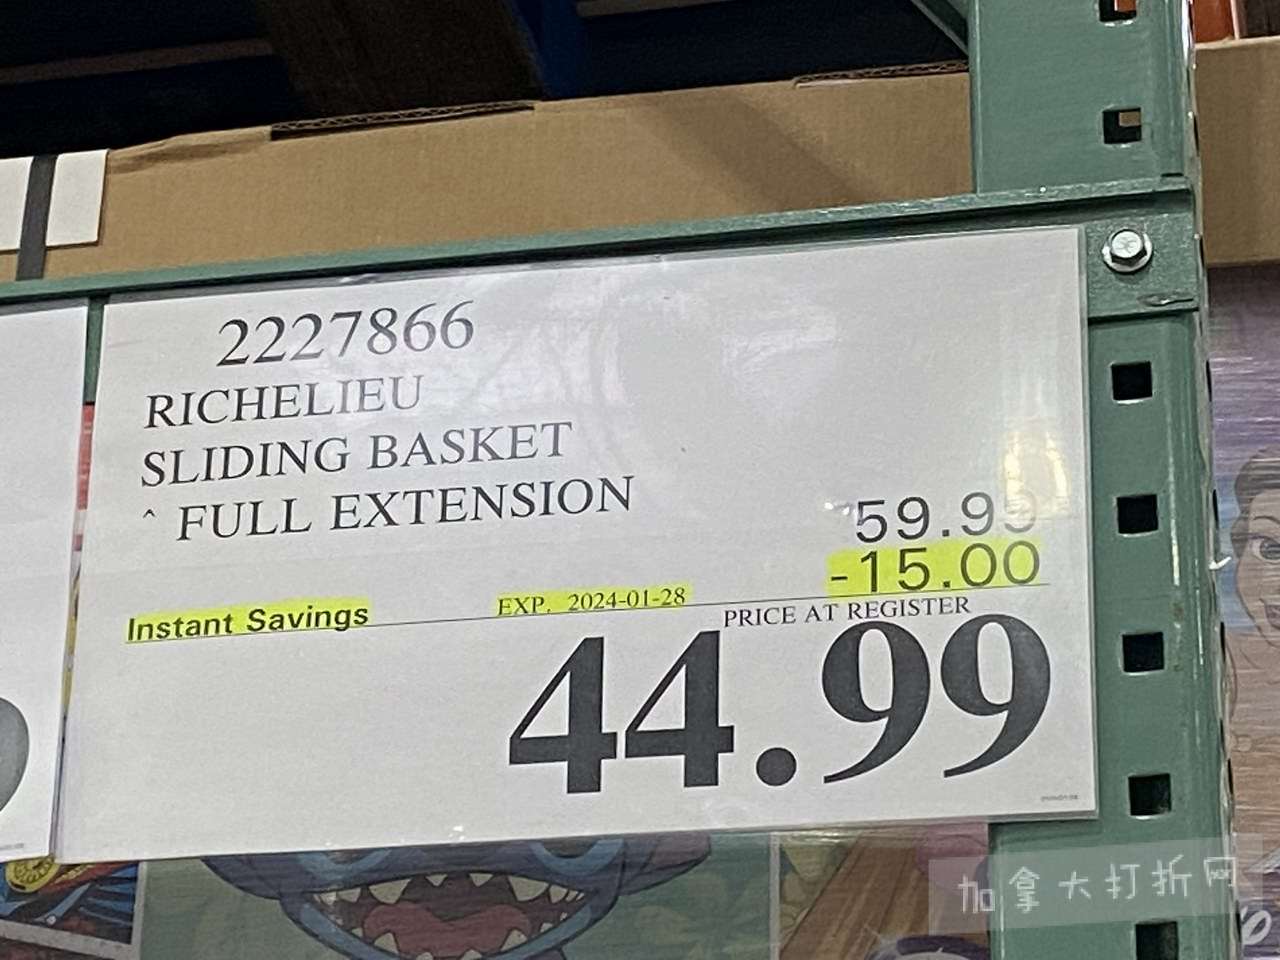 2227866
RICHELIEU
SLIDING BASKET
^ FULL EXTENSION
59.99
-15.00
Instant Savings
EXP. 2024-01-28
PRICE AT REGISTER
44.99
加拿大打折网